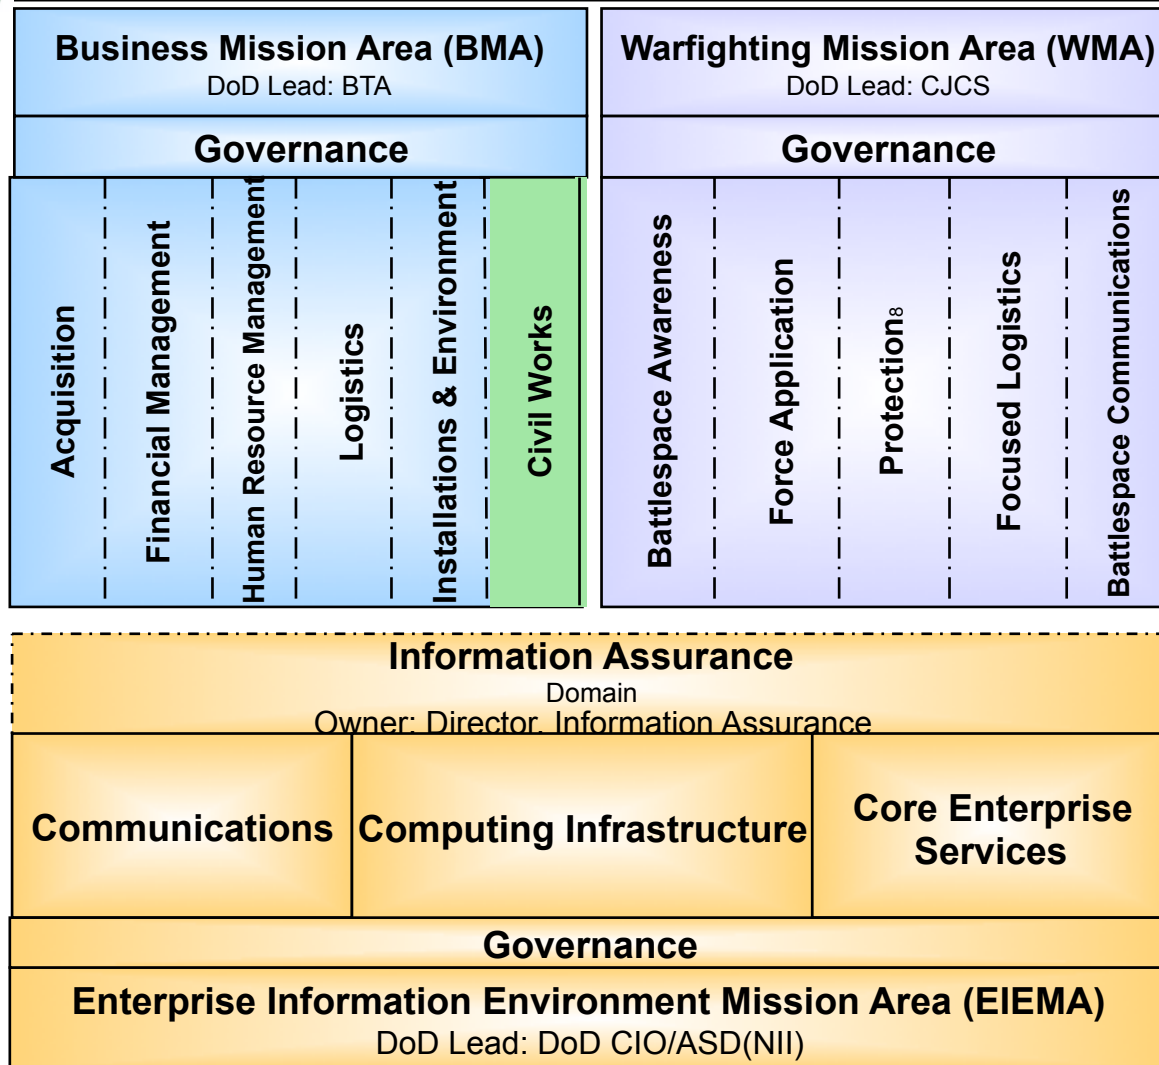 Business Mission Area (BMA)
DoD Lead: BTA
Governance
Acquisition
Financial Management
Human Resource Management
Logistics
Installations & Environment
Civil Works
Warfighting Mission Area (WMA)
DoD Lead: CJCS
Governance
Battlespace Awareness
Force Application
Protection8
Focused Logistics
Battlespace Communications
Information Assurance
Domain
Owner: Director, Information Assurance
Communications
Computing Infrastructure
Core Enterprise
Services
Governance
Enterprise Information Environment Mission Area (EIEMA)
DoD Lead: DoD CIO/ASD(NII)